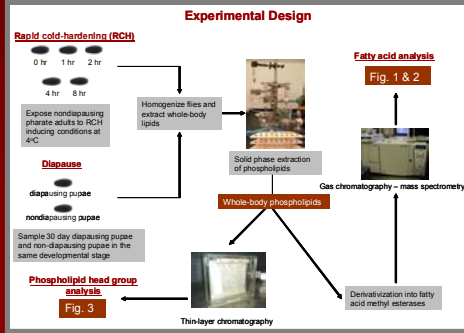 Experimental Design
Rapid cold-hardening (RCH)
0 hr
1 hr
2 hr
4 hr
8 hr
Expose nondiapausing
pharate adults to RCH
inducing conditions at
4ºC
Diapause
diapausing pupae
nondiapausing pupae
Sample 30 day diapausing pupae
and non-diapausing pupae in the
same developmental stage
Homogenize flies and
extract whole-body
lipids
Solid phase extraction
of phospholipids
Whole-body phospholipids
Fatty acid analysis
Fig. 1 & 2
Gas chromatography – mass spectrometry
Derivativization into fatty
acid methyl esterases
Thin-layer chromatography
Phospholipid head group
analysis
Fig. 3